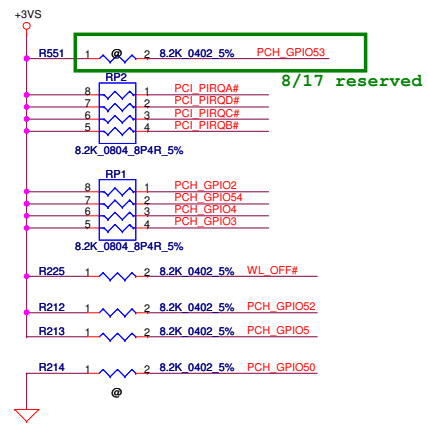 +3VS
R551 1 @ 2 8.2K_0402_5% PCH_GPIO53
8/17 reserved
RP2
8 1 PCI_PIRQA#
7 2 PCI_PIRQD#
6 3 PCI_PIRQC#
5 4 PCI_PIRQB#
8.2K_0804_8P4R_5%
RP1
8 1 PCH_GPIO2
7 2 PCH_GPIO54
6 3 PCH_GPIO4
5 4 PCH_GPIO3
8.2K_0804_8P4R_5%
R225 1 2 8.2K_0402_5% WL_OFF#
R212 1 2 8.2K_0402_5% PCH_GPIO52
R213 1 2 8.2K_0402_5% PCH_GPIO5
R214 1 2 8.2K_0402_5% PCH_GPIO50
@